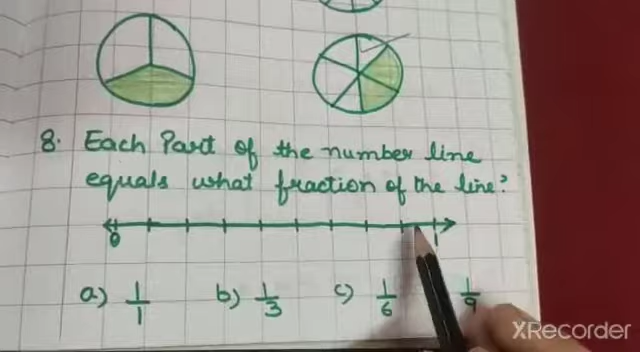 8. Each Part of the number line
equals what fraction of the line?
0 1
a) 1/1 b) 1/3 c) 1/6 1/9
XRecorder